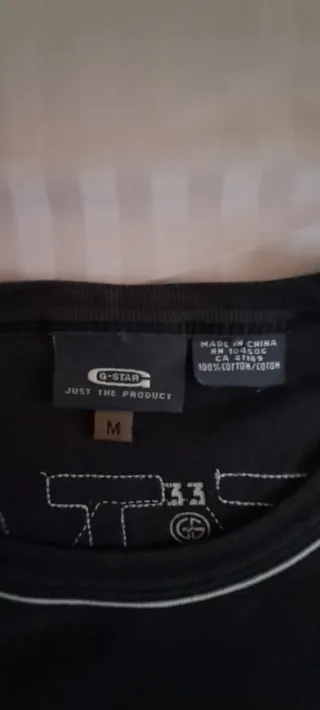 G-STAR
JUST THE PRODUCT
M
MADE IN CHINA
RN 104506
CA 41169
100% COTTON/COTON
33